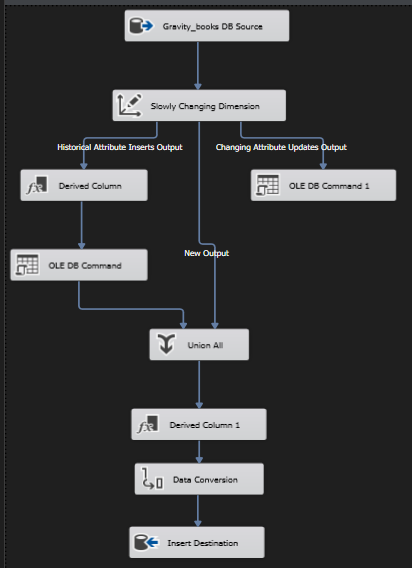 Gravity_books DB Source
Slowly Changing Dimension
Historical Attribute Inserts Output
Changing Attribute Updates Output
Derived Column
OLE DB Command 1
New Output
OLE DB Command
Union All
Derived Column 1
Data Conversion
Insert Destination